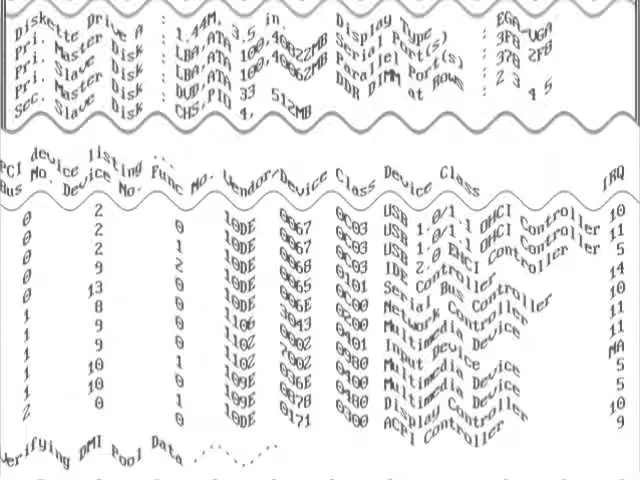 Diskette Drive A : 1.44M, 3.5 in. Display Type : EGA/VGA
Pri. Master Disk : LBA,ATA 100,40822MB Serial Port(s) : 3F8 2F8
Pri. Slave Disk : LBA,ATA 100,40062MB Parallel Port(s) : 378
Master Disk : 33 DDR DIMM at Rows : 2 3 4 5
Sec. Slave Disk : CHS,PIO 4, 512MB
PCI device listing ...
Bus No. Device No. Func No. Vendor/Device Class Device Class IRQ
0 2 0 10DE 0067 0C03 USB 1.0/1.1 OHCI Controller 10
0 2 1 10DE 0067 0C03 USB 1.0/1.1 OHCI Controller 11
0 2 2 10DE 0068 0C03 USB 2.0 EHCI Controller 5
0 9 0 10DE 0065 0101 IDE Controller 14
0 13 0 10DE 006E 0C00 Serial Bus Controller 10
1 8 0 1106 3043 0200 Network Controller 11
1 9 0 1102 0002 0401 Multimedia Device 11
1 9 1 1102 7002 0980 Input Device NA
1 10 0 109E 036E 0400 Multimedia Device 5
1 10 1 109E 0878 0480 Multimedia Device 5
2 0 0 10DE 0171 0300 Display Controller 10
ACPI Controller 9
Verifying DMI Pool Data ............